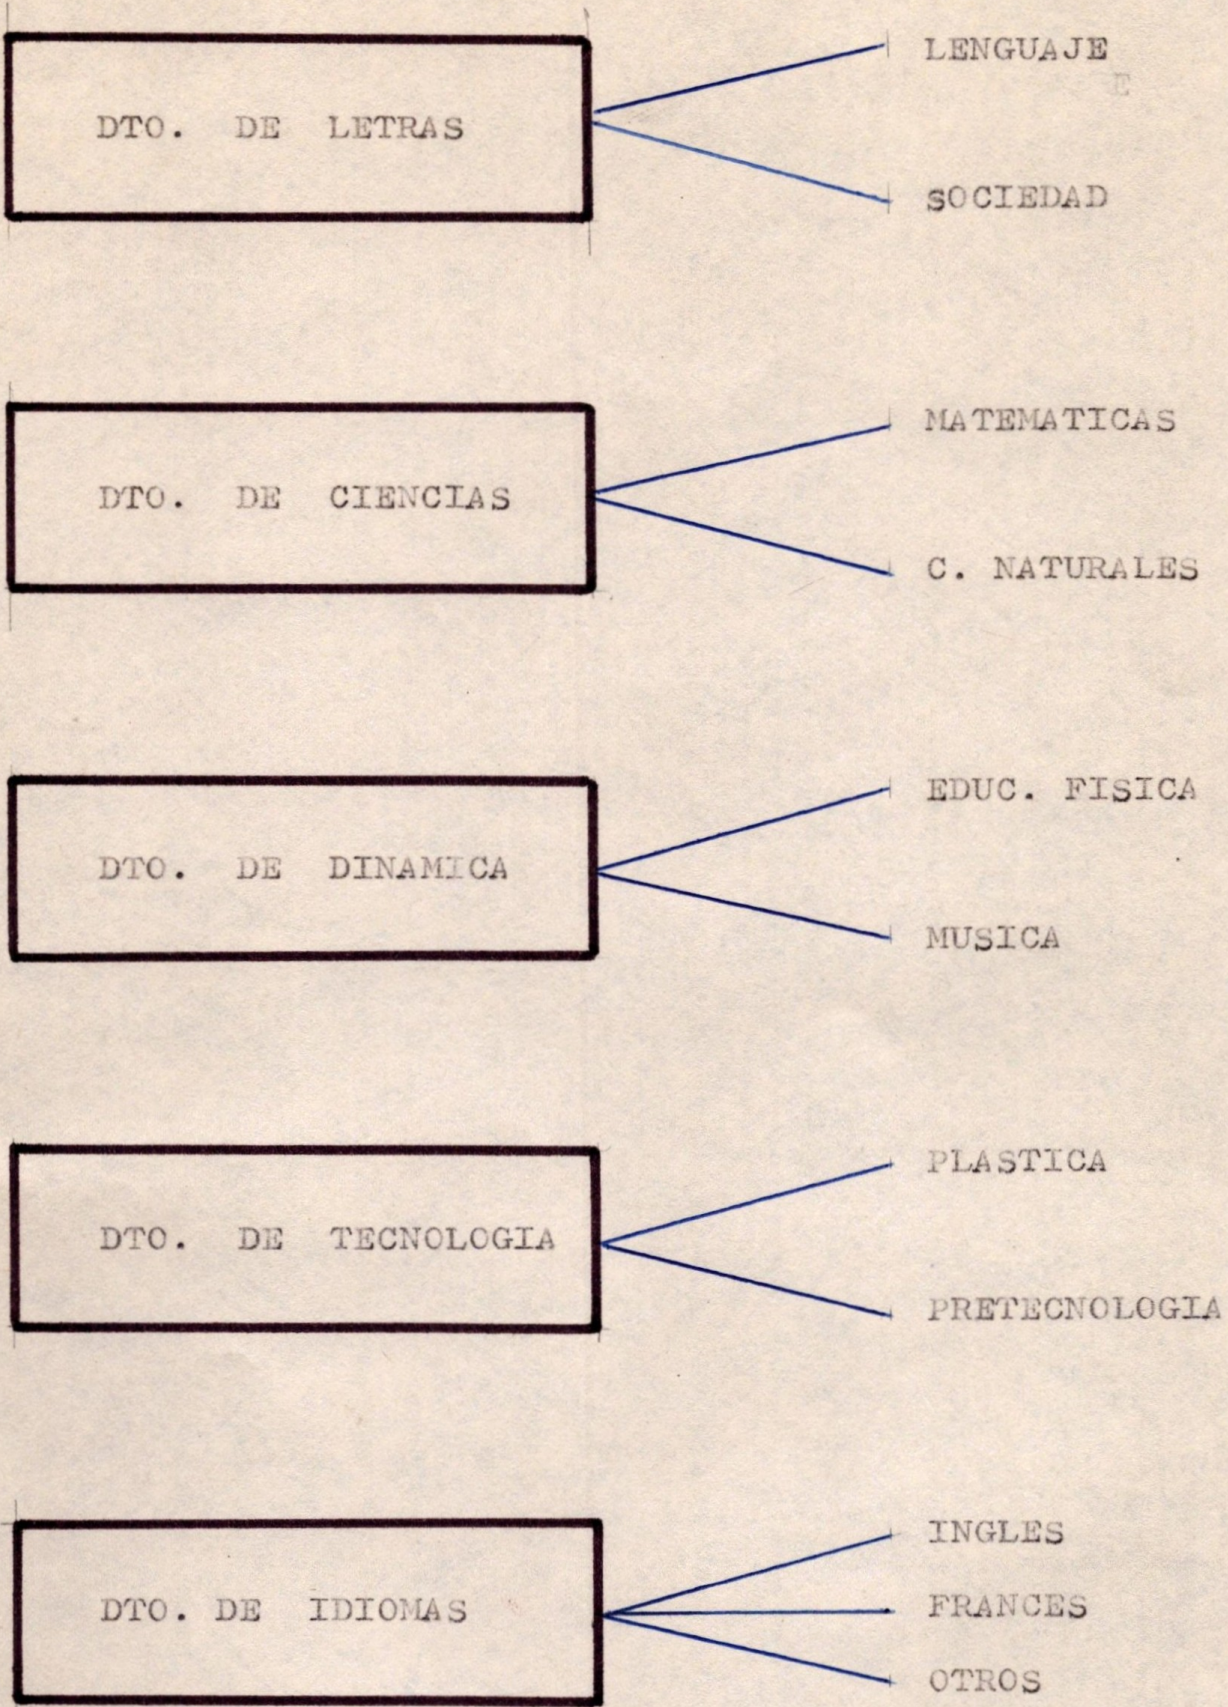 LENGUAJE
E
DTO. DE LETRAS
SOCIEDAD
MATEMATICAS
DTO. DE CIENCIAS
C. NATURALES
EDUC. FISICA
DTO. DE DINAMICA
MUSICA
PLASTICA
DTO. DE TECNOLOGIA
PRETECNOLOGIA
INGLES
DTO. DE IDIOMAS
FRANCES
OTROS